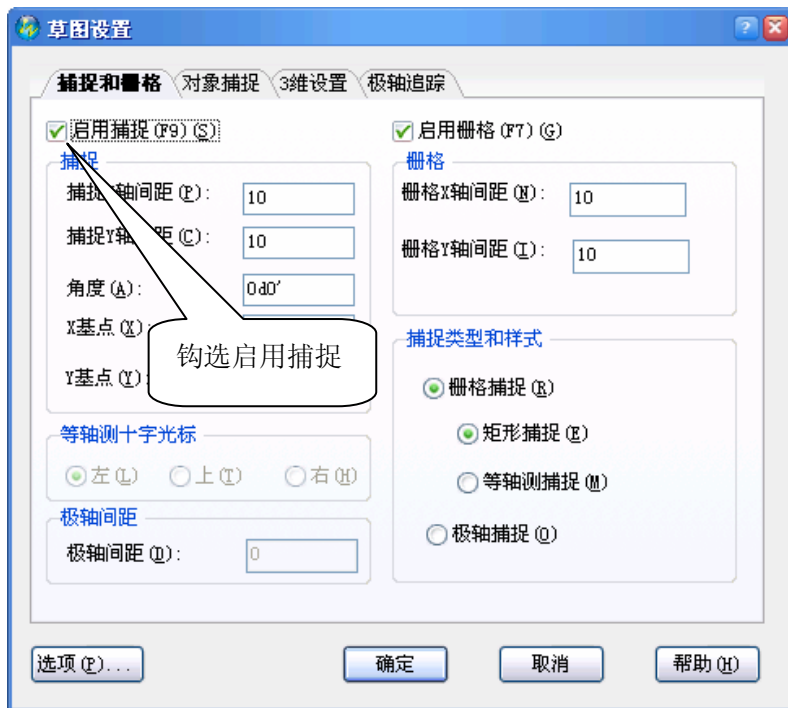 草图设置
捕捉和栅格 对象捕捉 3维设置 极轴追踪
启用捕捉(F9)(S) 启用栅格(F7)(G)
捕捉 栅格
捕捉 轴间距(P): 10 栅格X轴间距(N): 10
捕捉Y轴 距(C): 10 栅格Y轴间距(I): 10
角度(A): 0d0'
X基点(X):
Y基点(Y):
钩选启用捕捉
捕捉类型和样式
栅格捕捉(R)
矩形捕捉(E)
等轴测捕捉(M)
极轴捕捉(O)
等轴测十字光标
左(L) 上(T) 右(H)
极轴间距
极轴间距(D): 0
选项(P)... 确定 取消 帮助(H)